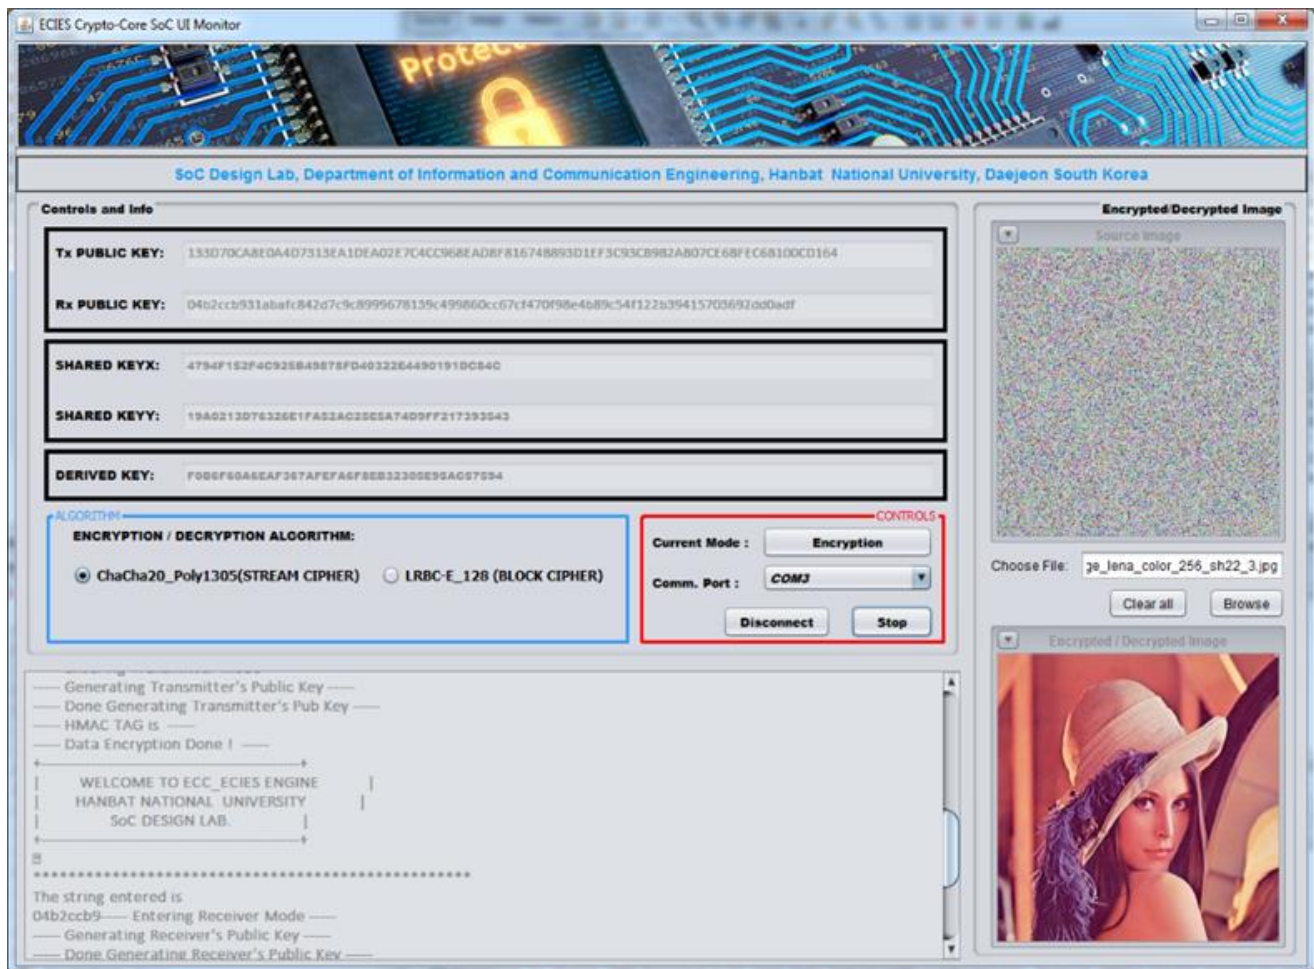 ECIES Crypto-Core SoC UI Monitor
Protec
SoC Design Lab, Department of Information and Communication Engineering, Hanbat National University, Daejeon South Korea
Controls and Info
Tx PUBLIC KEY:
Rx PUBLIC KEY:
SHARED KEYX:
SHARED KEYY:
DERIVED KEY:
ALGORITHM
ENCRYPTION / DECRYPTION ALGORITHM:
ChaCha20_Poly1305(STREAM CIPHER) LRBC-E_128 (BLOCK CIPHER)
CONTROLS
Current Mode : Encryption
Comm. Port : COM3
Disconnect Stop
----- Generating Transmitter's Public Key -----
----- Done Generating Transmitter's Pub Key -----
----- HMAC TAG is -----
----- Data Encryption Done ! -----
+----------------------------------------------+
| WELCOME TO ECC_ECIES ENGINE |
| HANBAT NATIONAL UNIVERSITY |
| SoC DESIGN LAB. |
+----------------------------------------------+
**************************************************
The string entered is
04b2ccb9----- Entering Receiver Mode -----
----- Generating Receiver's Public Key -----
----- Done Generating Receiver's Public Key -----
Encrypted/Decrypted Image
Source Image
Choose File: ge_lena_color_256_sh22_3.jpg
Clear all Browse
Encrypted / Decrypted Image